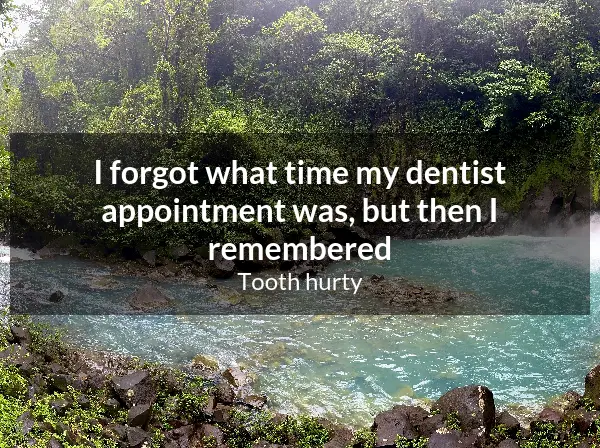 I forgot what time my dentist
appointment was, but then I
remembered
Tooth hurty